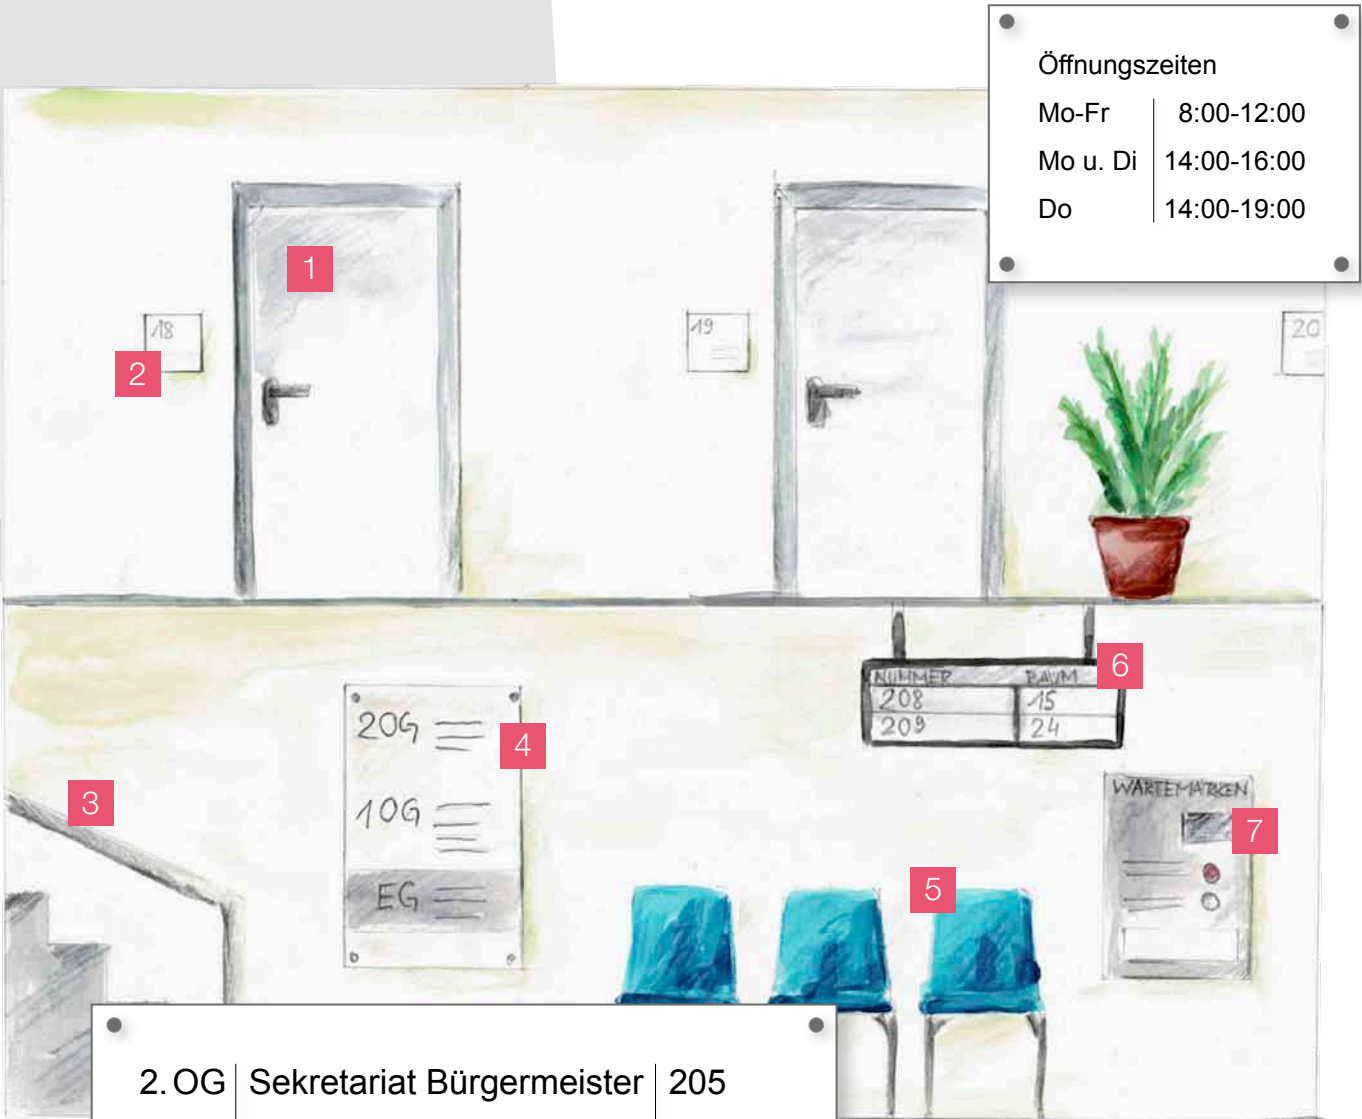 Öffnungszeiten
Mo-Fr 8:00-12:00
Mo u. Di 14:00-16:00
Do 14:00-19:00
1
18
19
20
2
2OG
1OG
EG
3
4
NUMMER RAUM
208 15
209 24
6
WARTEMARKEN
7
5
2. OG Sekretariat Bürgermeister 205